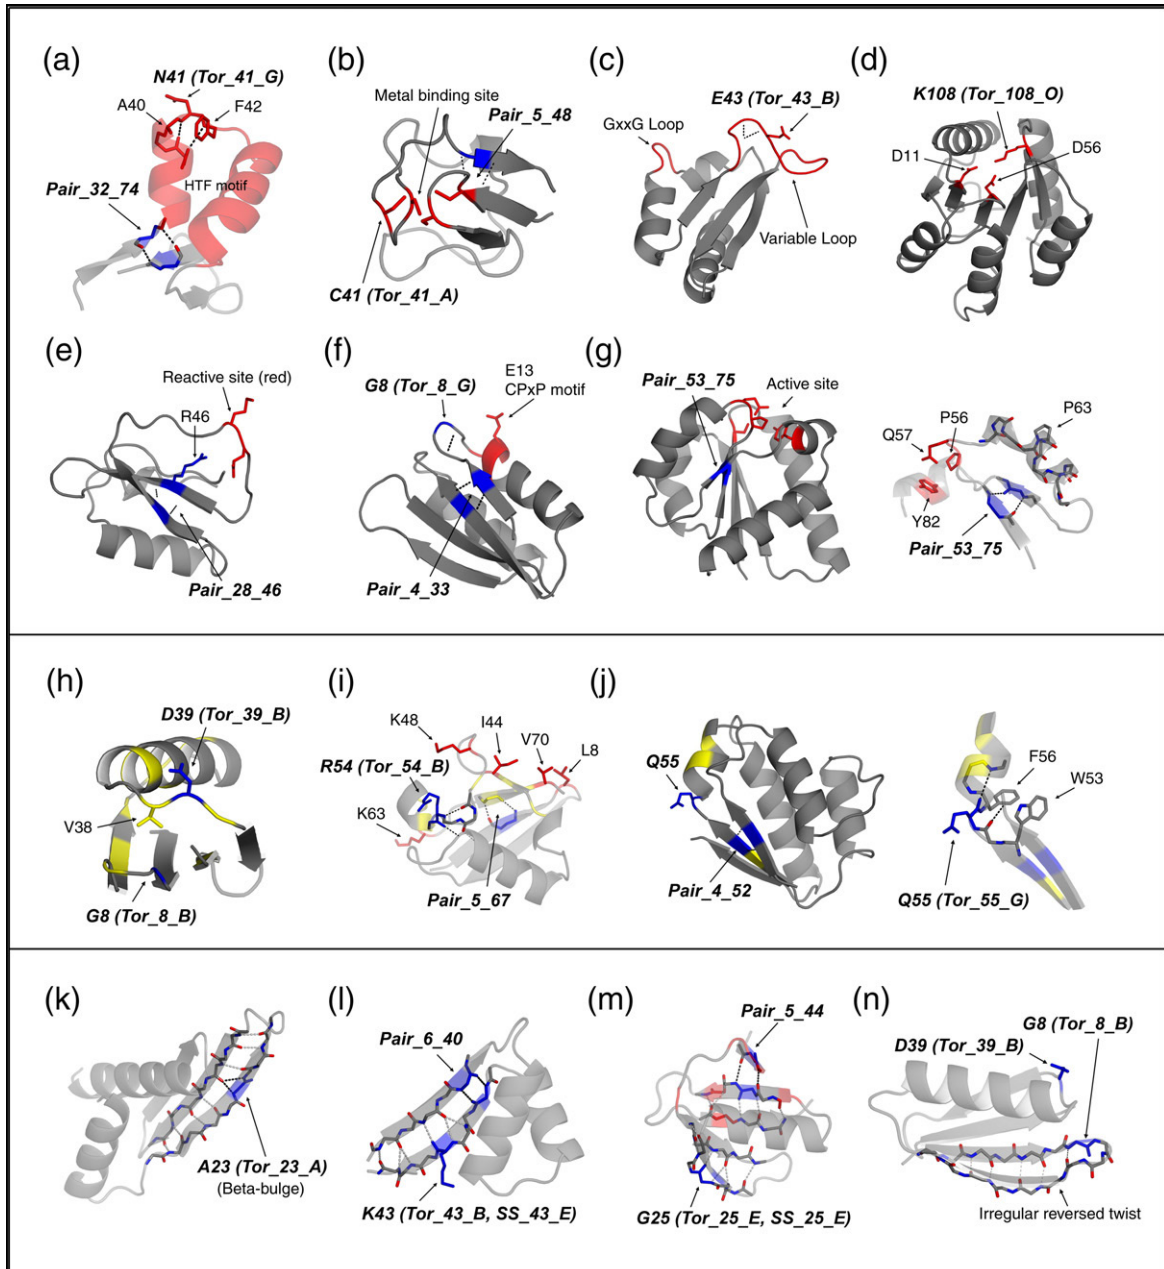 (a)
N41 (Tor_41_G)
A40
F42
HTF motif
Pair_32_74
(b)
Metal binding site
Pair_5_48
C41 (Tor_41_A)
(c)
E43 (Tor_43_B)
GxxG Loop
Variable Loop
(d)
K108 (Tor_108_O)
D11
D56
(e)
Reactive site (red)
R46
Pair_28_46
(f)
G8 (Tor_8_G)
E13
CPxP motif
Pair_4_33
(g)
Pair_53_75
Active site
Q57
P56
P63
Y82
Pair_53_75
(h)
D39 (Tor_39_B)
V38
G8 (Tor_8_B)
(i)
K48
I44
V70
L8
R54 (Tor_54_B)
K63
Pair_5_67
(j)
Q55
Pair_4_52
F56
W53
Q55 (Tor_55_G)
(k)
A23 (Tor_23_A)
(Beta-bulge)
(l)
Pair_6_40
K43 (Tor_43_B, SS_43_E)
(m)
Pair_5_44
G25 (Tor_25_E, SS_25_E)
(n)
G8 (Tor_8_B)
D39 (Tor_39_B)
Irregular reversed twist